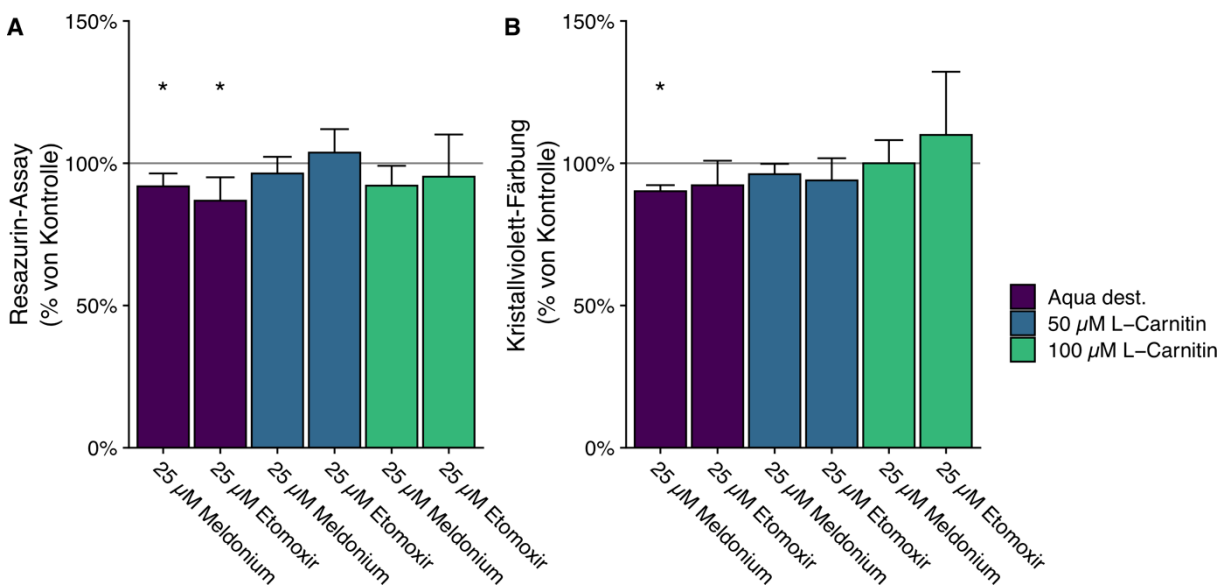 A
Resazurin-Assay
(% von Kontrolle)
150%
100%
50%
0%
* *
25 µM Meldonium
25 µM Etomoxir
25 µM Meldonium
25 µM Etomoxir
25 µM Meldonium
25 µM Etomoxir
B
Kristallviolett-Färbung
(% von Kontrolle)
150%
100%
50%
0%
*
25 µM Meldonium
25 µM Etomoxir
25 µM Meldonium
25 µM Etomoxir
25 µM Meldonium
25 µM Etomoxir
Aqua dest.
50 µM L−Carnitin
100 µM L−Carnitin